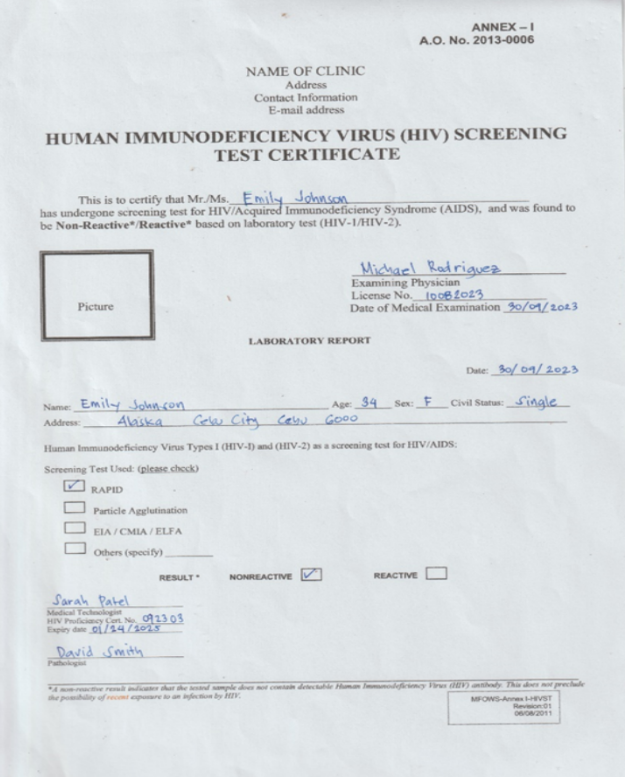 ANNEX – I
A.O. No. 2013-0006
NAME OF CLINIC
Address
Contact Information
E-mail address
HUMAN IMMUNODEFICIENCY VIRUS (HIV) SCREENING
TEST CERTIFICATE
This is to certify that Mr./Ms. Emily Johnson
has undergone screening test for HIV/Acquired Immunodeficiency Syndrome (AIDS), and was found to
be Non-Reactive*/Reactive* based on laboratory test (HIV-1/HIV-2).
Picture
Michael Rodriguez
Examining Physician
License No. 10082023
Date of Medical Examination 30/09/2023
LABORATORY REPORT
Date: 30/09/2023
Name: Emily Johnson Age: 34 Sex: F Civil Status: Single
Address: Alaska Cebu City Cebu 6000
Human Immunodeficiency Virus Types I (HIV-I) and (HIV-2) as a screening test for HIV/AIDS:
Screening Test Used: (please check)
RAPID
Particle Agglutination
EIA / CMIA / ELFA
Others (specify)
RESULT * NONREACTIVE REACTIVE
Sarah Patel
Medical Technologist
HIV Proficiency Cert. No. 092303
Expiry date 01/24/2025
David Smith
Pathologist
*A non-reactive result indicates that the tested sample does not contain detectable Human Immunodeficiency Virus (HIV) antibody. This does not preclude
the possibility of recent exposure to an infection by HIV.
MFOWS-Annex I-HIVST
Revision:01
06/08/2011